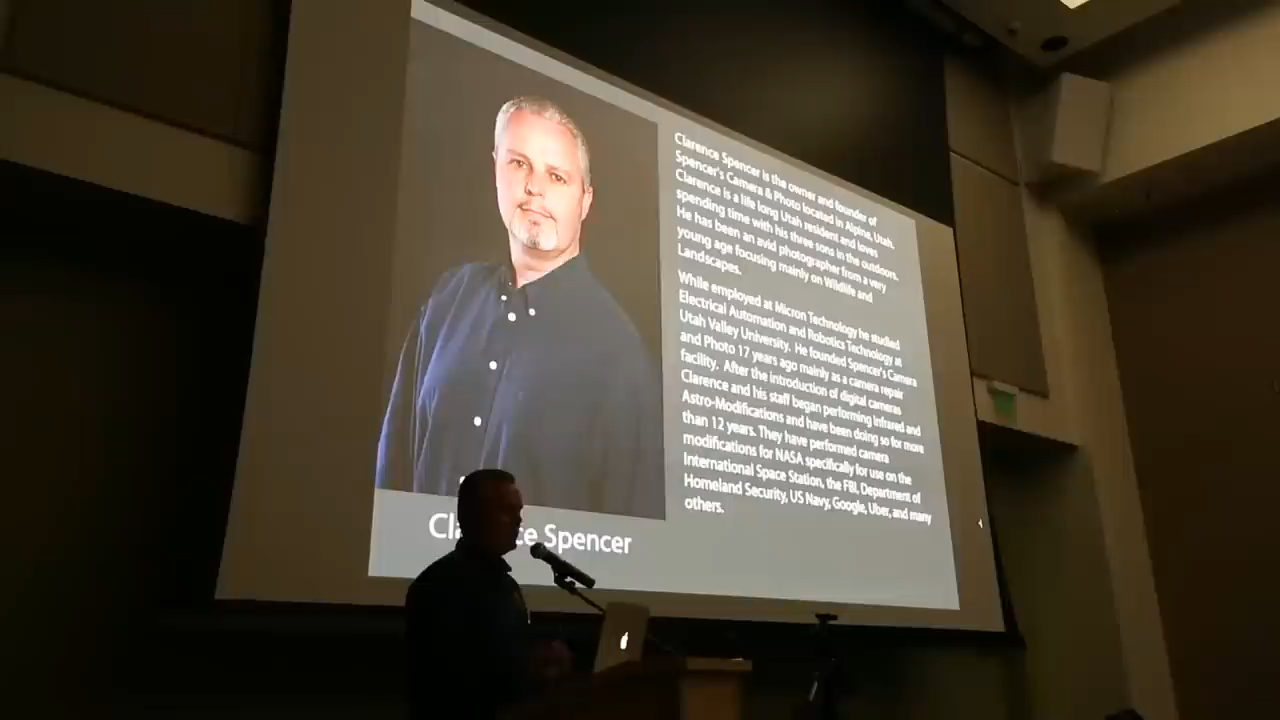 Clarence Spencer is the owner and founder of
Spencer's Camera & Photo located in Alpine, Utah.
Clarence is a life long Utah resident and loves
spending time with his three sons in the outdoors.
He has been an avid photographer from a very
young age focusing mainly on Wildlife and
Landscapes.
While employed at Micron Technology he studied
Electrical Automation and Robotics Technology at
Utah Valley University. He founded Spencer's Camera
and Photo 17 years ago mainly as a camera repair
facility. After the introduction of digital cameras
Clarence and his staff began performing Infrared and
Astro-Modifications and have been doing so for more
than 12 years. They have performed camera
modifications for NASA specifically for use on the
International Space Station, the FBI, Department of
Homeland Security, US Navy, Google, Uber, and many
others.
Cla ce Spencer